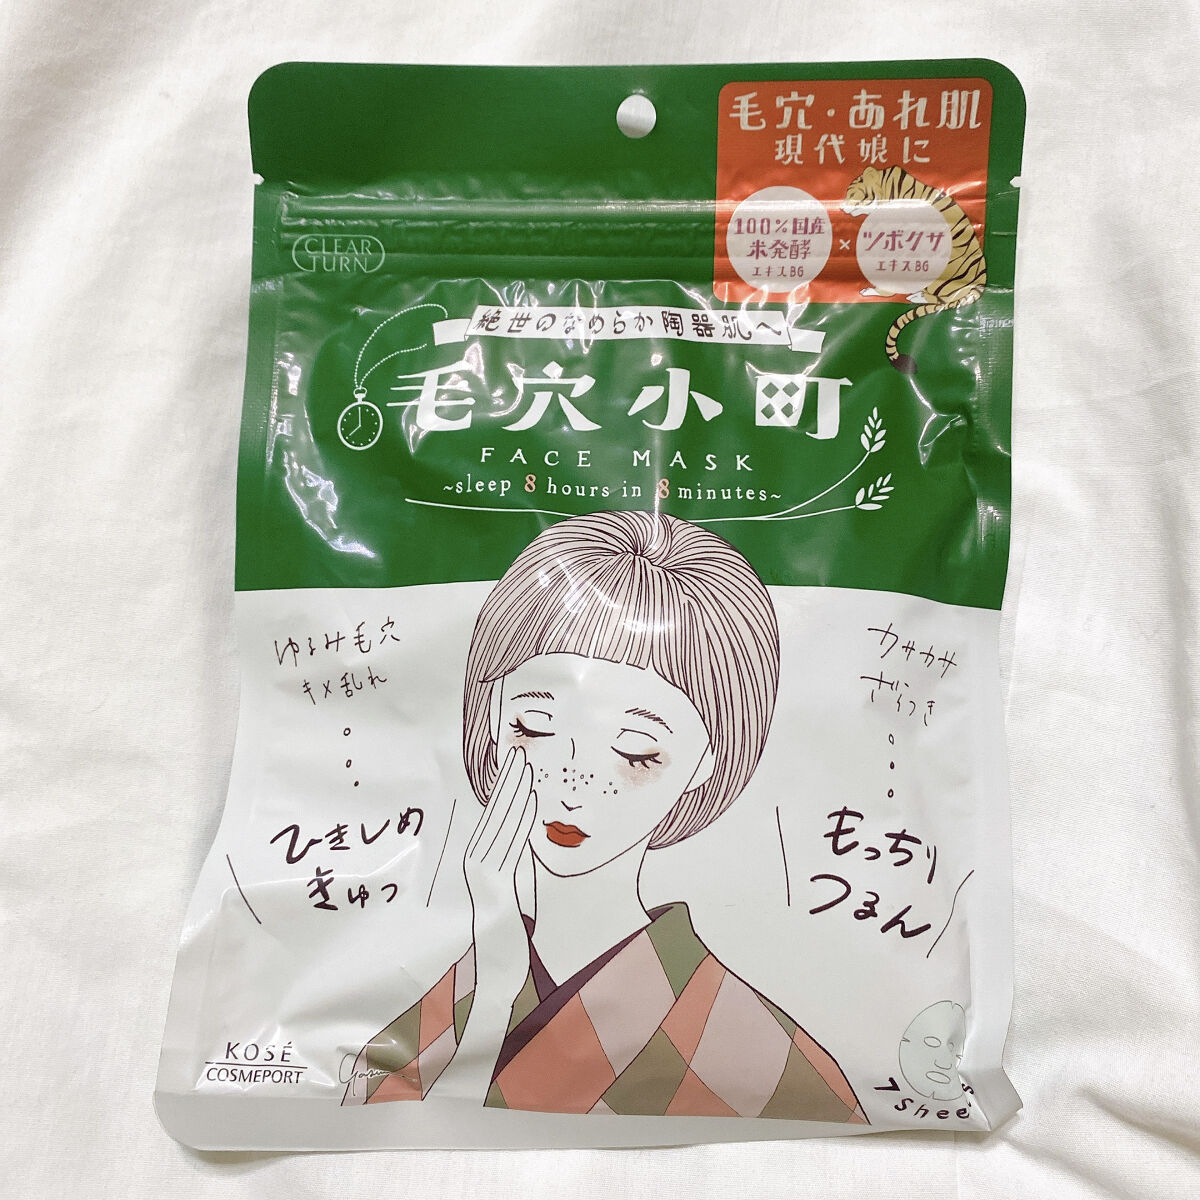 毛穴・あれ肌
現代娘に
100%国産
米発酵
エキスBG
×
ツボクサ
エキスBG
CLEAR
TURN
絶世のなめらか陶器肌へ
毛穴小町
FACE MASK
~sleep 8 hours in 8 minutes~
ゆるみ毛穴
キメ乱れ
ひきしめ
きゅっ
カサカサ
ざらつき
もっちり
つるん
KOSÉ
COSMEPORT
7 shee s